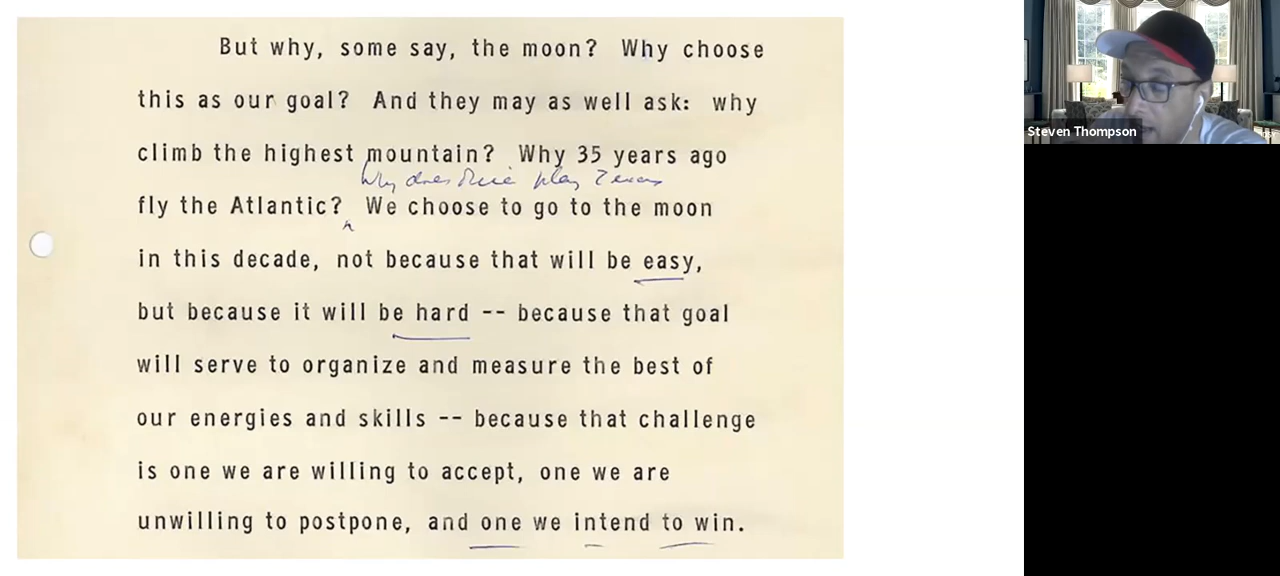 But why, some say, the moon? Why choose
this as our goal? And they may as well ask: why
climb the highest mountain? Why 35 years ago
Why does Rice play Texas
fly the Atlantic? We choose to go to the moon
in this decade, not because that will be easy,
but because it will be hard -- because that goal
will serve to organize and measure the best of
our energies and skills -- because that challenge
is one we are willing to accept, one we are
unwilling to postpone, and one we intend to win.
Steven Thompson